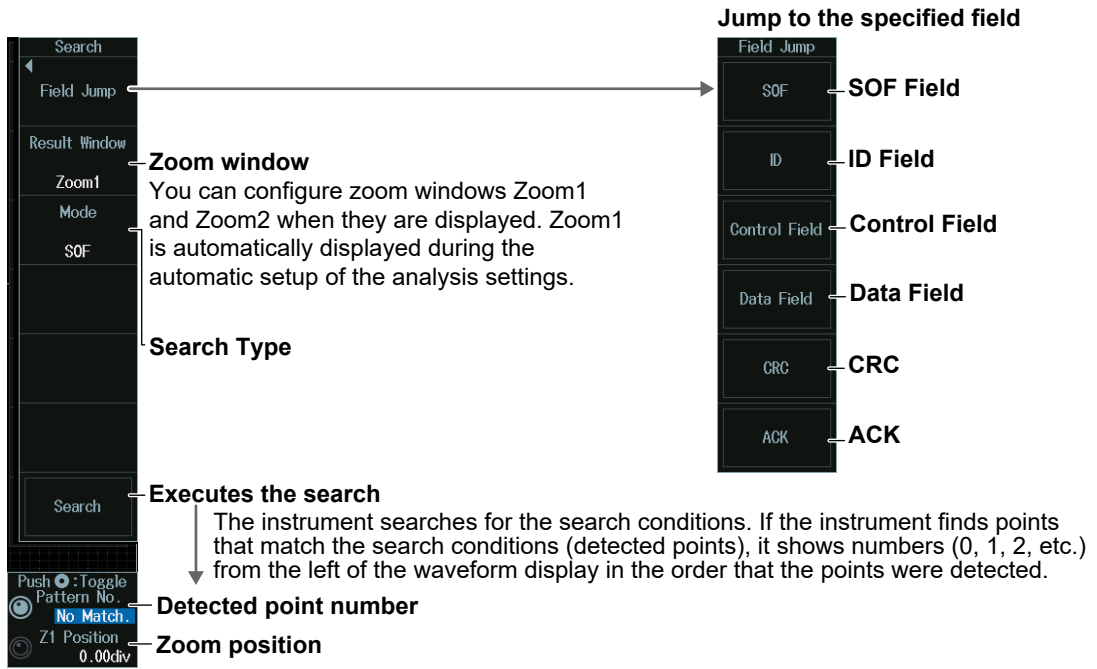 Jump to the specified field
Search
Field Jump
Result Window
Zoom1
Mode
SOF
Search
Push :Toggle
Pattern No.
No Match.
Z1 Position
0.00div
Zoom window
You can configure zoom windows Zoom1
and Zoom2 when they are displayed. Zoom1
is automatically displayed during the
automatic setup of the analysis settings.
Search Type
Executes the search
The instrument searches for the search conditions. If the instrument finds points
that match the search conditions (detected points), it shows numbers (0, 1, 2, etc.)
from the left of the waveform display in the order that the points were detected.
Detected point number
Zoom position
Field Jump
SOF
SOF Field
ID
ID Field
Control Field
Control Field
Data Field
Data Field
CRC
CRC
ACK
ACK